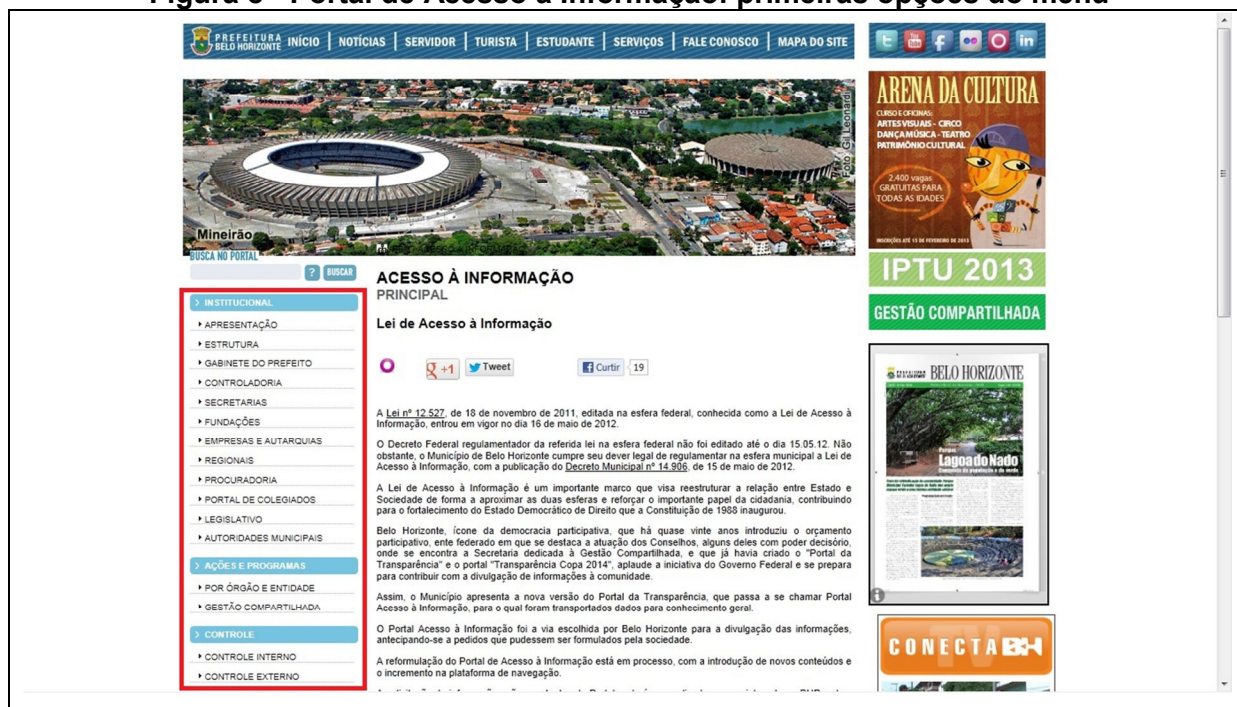 PREFEITURA
BELO HORIZONTE
INÍCIO | NOTÍCIAS | SERVIDOR | TURISTA | ESTUDANTE | SERVIÇOS | FALE CONOSCO | MAPA DO SITE
You Tube
f
in
Foto: Gil Leonardi
Mineirão
ARENA DA CULTURA
CURSO E OFICINAS:
ARTES VISUAIS - CIRCO
DANÇA MÚSICA - TEATRO
PATRIMÔNIO CULTURAL
2.400 vagas
GRATUITAS PARA
TODAS AS IDADES
INSCRIÇÕES ATÉ 15 DE FEVEREIRO DE 2013
IPTU 2013
GESTÃO COMPARTILHADA
BUSCA NO PORTAL
? BUSCAR
> INSTITUCIONAL
APRESENTAÇÃO
ESTRUTURA
GABINETE DO PREFEITO
CONTROLADORIA
SECRETARIAS
FUNDAÇÕES
EMPRESAS E AUTARQUIAS
REGIONAIS
PROCURADORIA
PORTAL DE COLEGIADOS
LEGISLATIVO
AUTORIDADES MUNICIPAIS
> AÇÕES E PROGRAMAS
POR ÓRGÃO E ENTIDADE
GESTÃO COMPARTILHADA
> CONTROLE
CONTROLE INTERNO
CONTROLE EXTERNO
ACESSO À INFORMAÇÃO
PRINCIPAL
Lei de Acesso à Informação
g +1 Tweet Curtir 19
A Lei nº 12.527, de 18 de novembro de 2011, editada na esfera federal, conhecida como a Lei de Acesso à
Informação, entrou em vigor no dia 16 de maio de 2012.
O Decreto Federal regulamentador da referida lei na esfera federal não foi editado até o dia 15.05.12. Não
obstante, o Município de Belo Horizonte cumpre seu dever legal de regulamentar na esfera municipal a Lei de
Acesso à Informação, com a publicação do Decreto Municipal nº 14.906, de 15 de maio de 2012.
A Lei de Acesso à Informação é um importante marco que visa reestruturar a relação entre Estado e
Sociedade de forma a aproximar as duas esferas e reforçar o importante papel da cidadania, contribuindo
para o fortalecimento do Estado Democrático de Direito que a Constituição de 1988 inaugurou.
Belo Horizonte, ícone da democracia participativa, que há quase vinte anos introduziu o orçamento
participativo, ente federado em que se destaca a atuação dos Conselhos, alguns deles com poder decisório,
onde se encontra a Secretaria dedicada à Gestão Compartilhada, e que já havia criado o "Portal da
Transparência" e o portal "Transparência Copa 2014", aplaude a iniciativa do Governo Federal e se prepara
para contribuir com a divulgação de informações à comunidade.
Assim, o Município apresenta a nova versão do Portal da Transparência, que passa a se chamar Portal
Acesso à Informação, para o qual foram transportados dados para conhecimento geral.
O Portal Acesso à Informação foi a via escolhida por Belo Horizonte para a divulgação das informações,
antecipando-se a pedidos que pudessem ser formulados pela sociedade.
A reformulação do Portal de Acesso à Informação está em processo, com a introdução de novos conteúdos e
o incremento na plataforma de navegação.
BELO HORIZONTE
Parque
Lagoa do Nado
CONECTA BH
TV